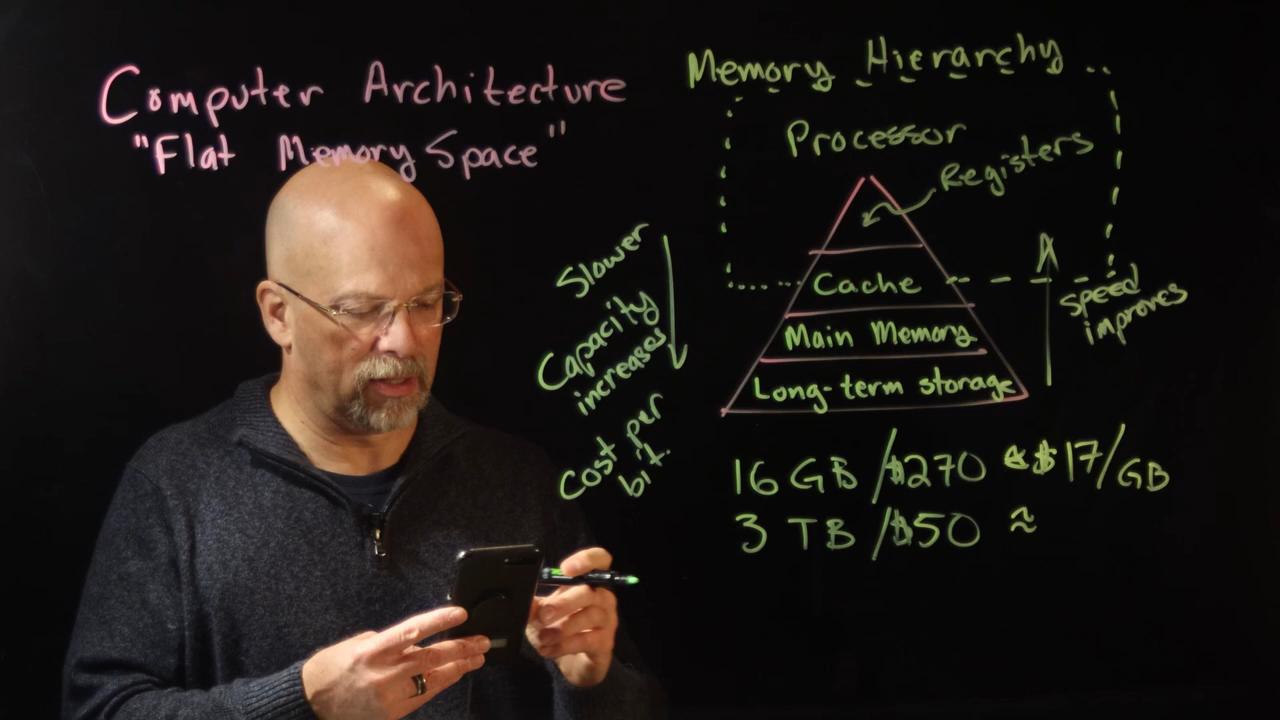 Computer Architecture
"Flat Memory Space"
Memory Hierarchy
Processor
Registers
Cache
Main Memory
Long-term storage
Slower
Capacity
increases
Cost per
bit.
speed
improves
16 GB/$270 ≈ $17/GB
3 TB/$50 ≈